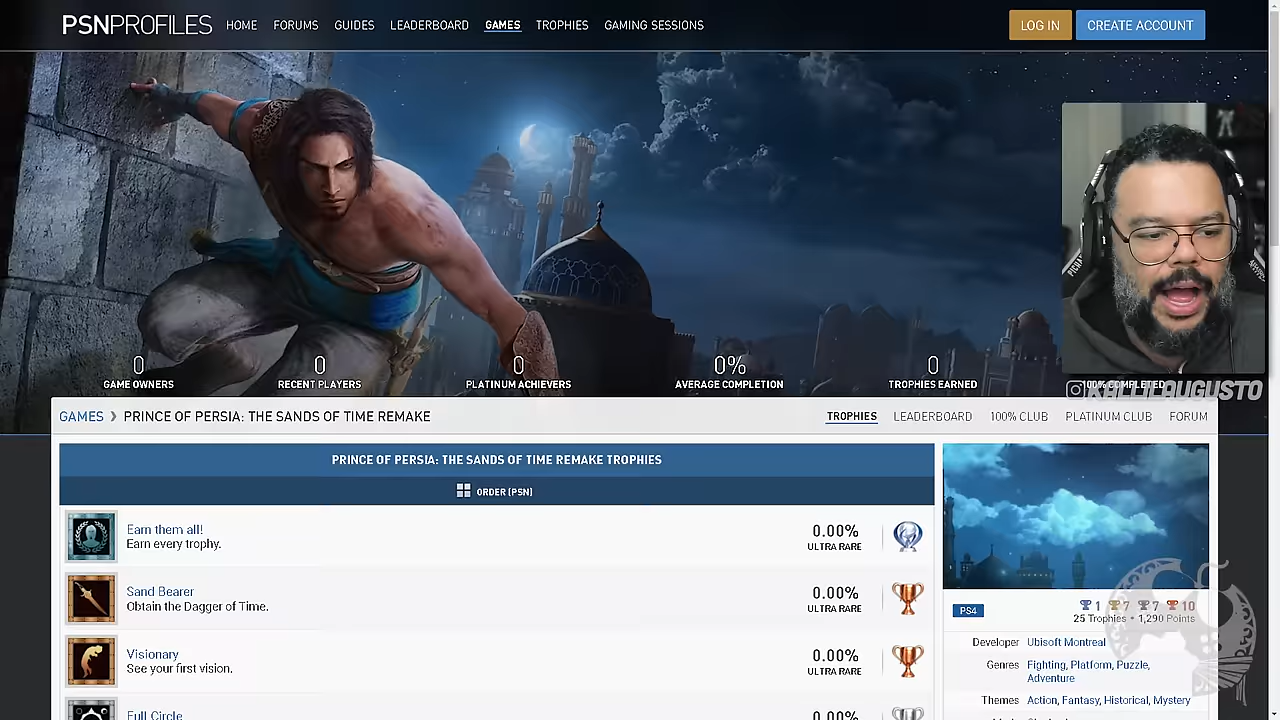 PSNPROFILES HOME FORUMS GUIDES LEADERBOARD GAMES TROPHIES GAMING SESSIONS LOG IN CREATE ACCOUNT
0 0 0 0% 0
GAME OWNERS RECENT PLAYERS PLATINUM ACHIEVERS AVERAGE COMPLETION TROPHIES EARNED 100% COMPLETED
KALLILAUGUSTO
GAMES PRINCE OF PERSIA: THE SANDS OF TIME REMAKE TROPHIES LEADERBOARD 100% CLUB PLATINUM CLUB FORUM
PRINCE OF PERSIA: THE SANDS OF TIME REMAKE TROPHIES
ORDER (PSN)
Earn them all!
Earn every trophy.
0.00%
ULTRA RARE
Sand Bearer
Obtain the Dagger of Time.
0.00%
ULTRA RARE
Visionary
See your first vision.
0.00%
ULTRA RARE
Full Circle
0.00%
PS4 1 7 7 10
25 Trophies • 1,290 Points
Developer Ubisoft Montreal
Genres Fighting, Platform, Puzzle,
Adventure
Themes Action, Fantasy, Historical, Mystery